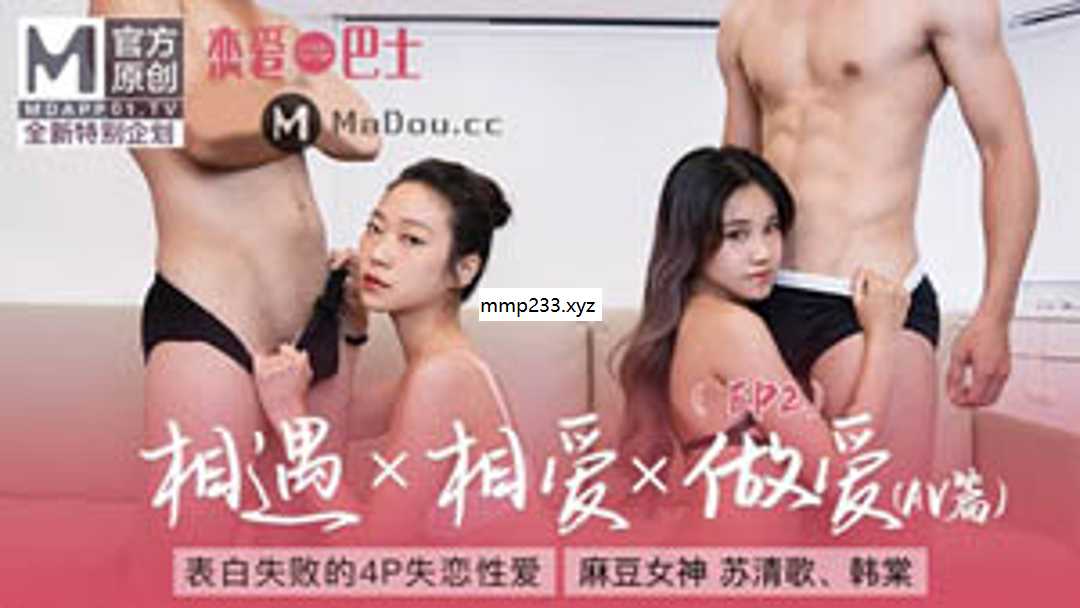 官方
原创
MDAPP01.TV
全新特别企划
恋爱巴士
MaDou.cc
mmp233.xyz
(EP2)
相遇×相爱×做爱(AV篇)
表白失败的4P失恋性爱
麻豆女神 苏清歌、韩棠